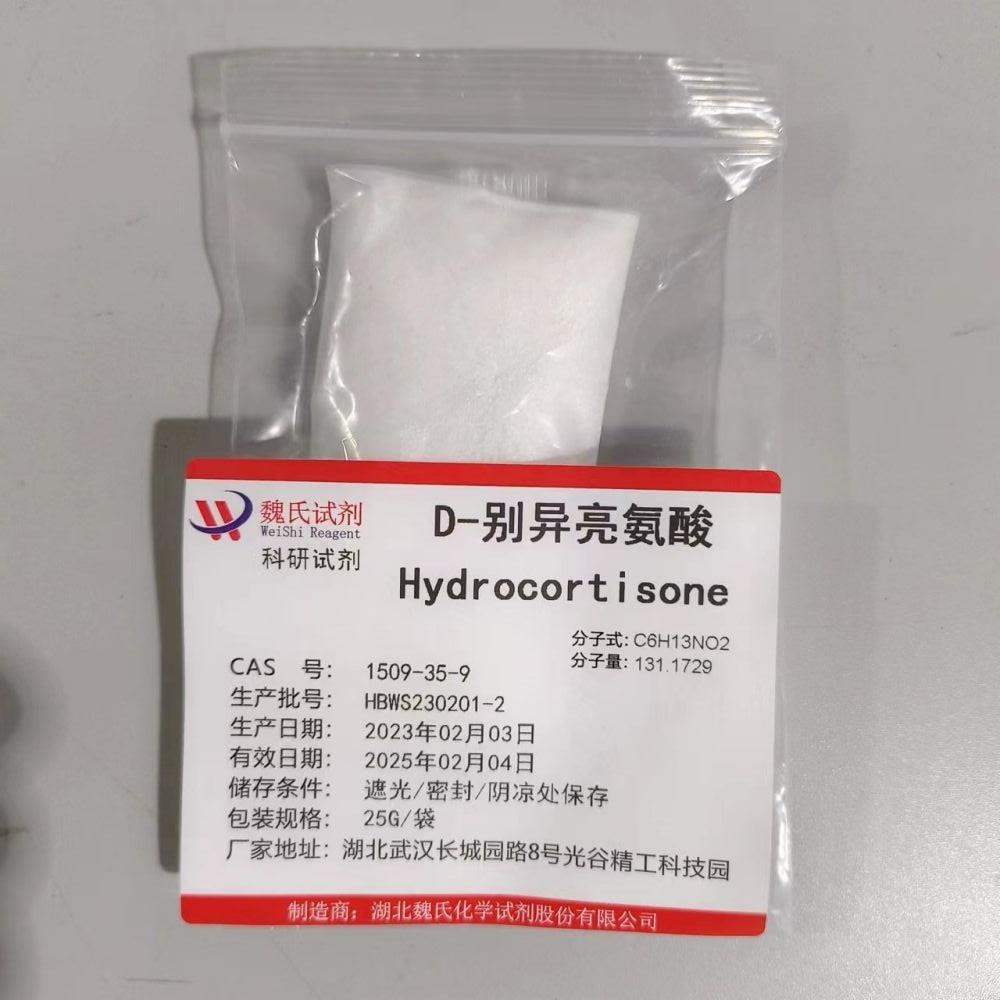 魏氏试剂
WeiShi Reagent
科研试剂
D-别异亮氨酸
Hydrocortisone
分子式: C6H13NO2
分子量: 131.1729
CAS 号: 1509-35-9
生产批号: HBWS230201-2
生产日期: 2023年02月03日
有效日期: 2025年02月04日
储存条件: 遮光/密封/阴凉处保存
包装规格: 25G/袋
厂家地址: 湖北武汉长城园路8号光谷精工科技园
制造商：湖北魏氏化学试剂股份有限公司